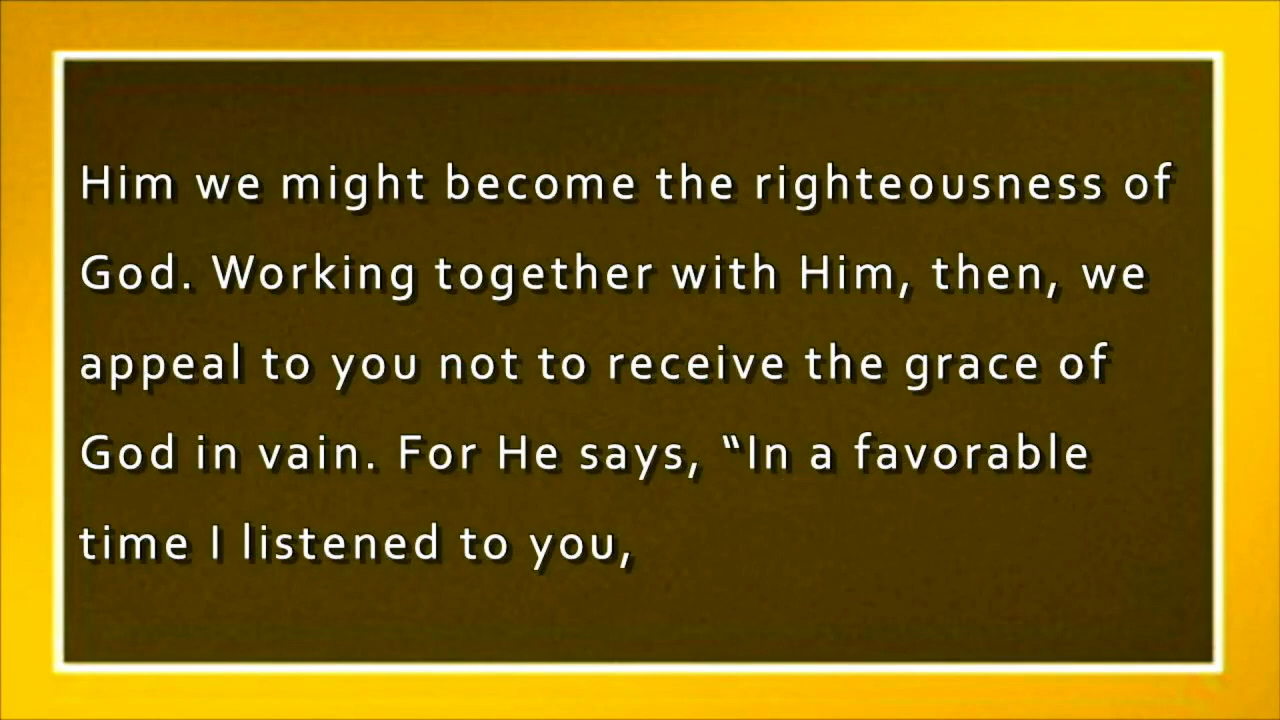 Him we might become the righteousness of
God. Working together with Him, then, we
appeal to you not to receive the grace of
God in vain. For He says, “In a favorable
time I listened to you,